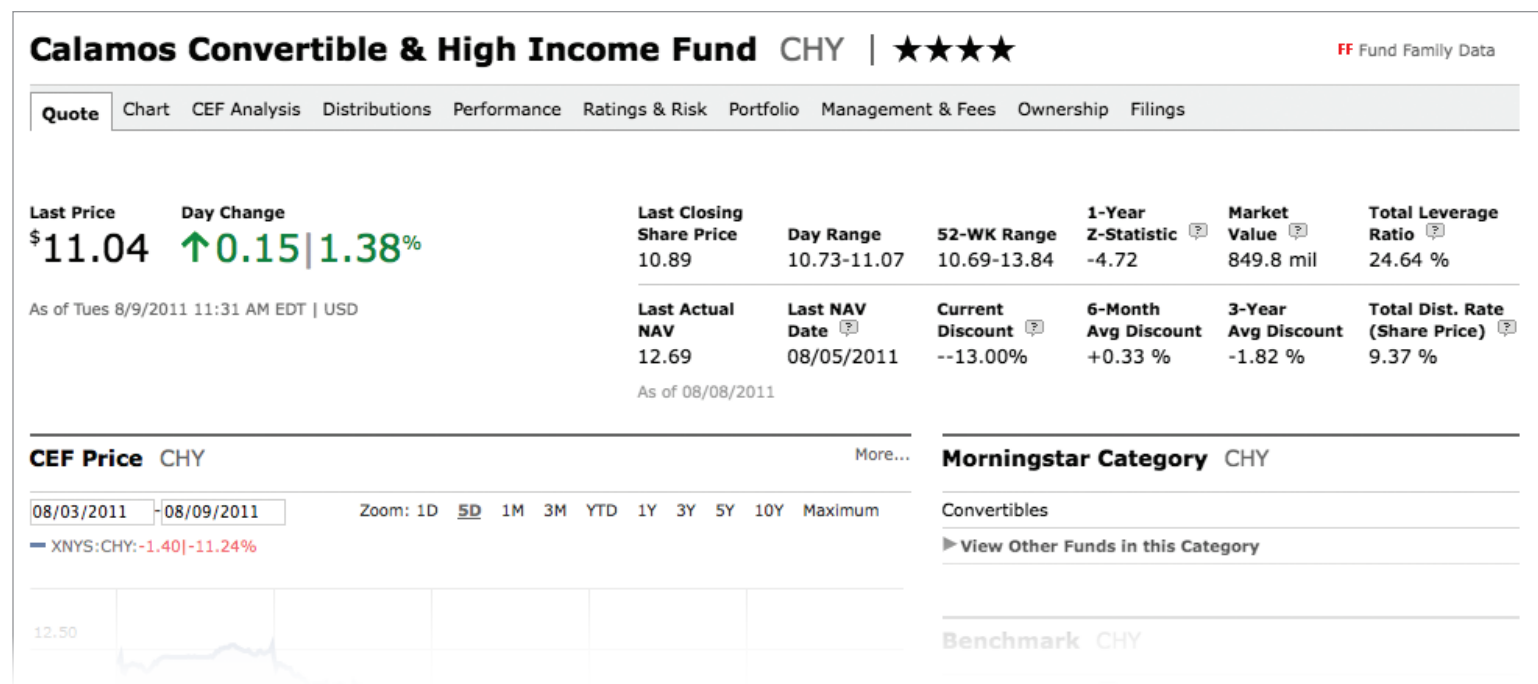 Calamos Convertible & High Income Fund CHY | ★★★★
FF Fund Family Data
Quote Chart CEF Analysis Distributions Performance Ratings & Risk Portfolio Management & Fees Ownership Filings
Last Price Day Change
$11.04 ↑0.15|1.38%
As of Tues 8/9/2011 11:31 AM EDT | USD
Last Closing 1-Year Market Total Leverage
Share Price Day Range 52-WK Range Z-Statistic ? Value ? Ratio ?
10.89 10.73-11.07 10.69-13.84 -4.72 849.8 mil 24.64 %
Last Actual Last NAV Current 6-Month 3-Year Total Dist. Rate
NAV Date ? Discount ? Avg Discount Avg Discount (Share Price) ?
12.69 08/05/2011 --13.00% +0.33 % -1.82 % 9.37 %
As of 08/08/2011
CEF Price CHY More...
08/03/2011 - 08/09/2011 Zoom: 1D 5D 1M 3M YTD 1Y 3Y 5Y 10Y Maximum
XNYS:CHY:-1.40|-11.24%
12.50
Morningstar Category CHY
Convertibles
▶View Other Funds in this Category
Benchmark CHY